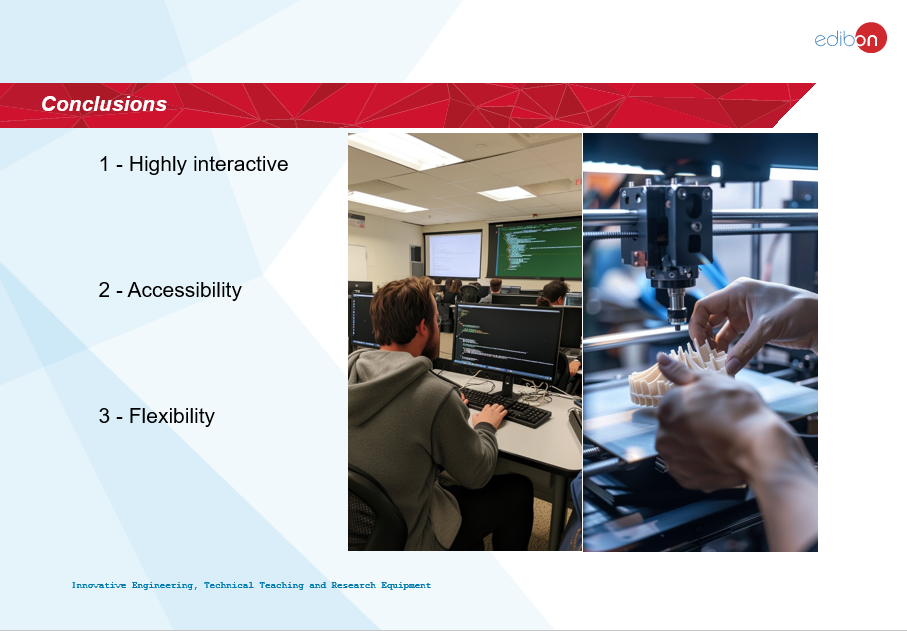 edibon
Conclusions
1 - Highly interactive
2 - Accessibility
3 - Flexibility
Innovative Engineering, Technical Teaching and Research Equipment